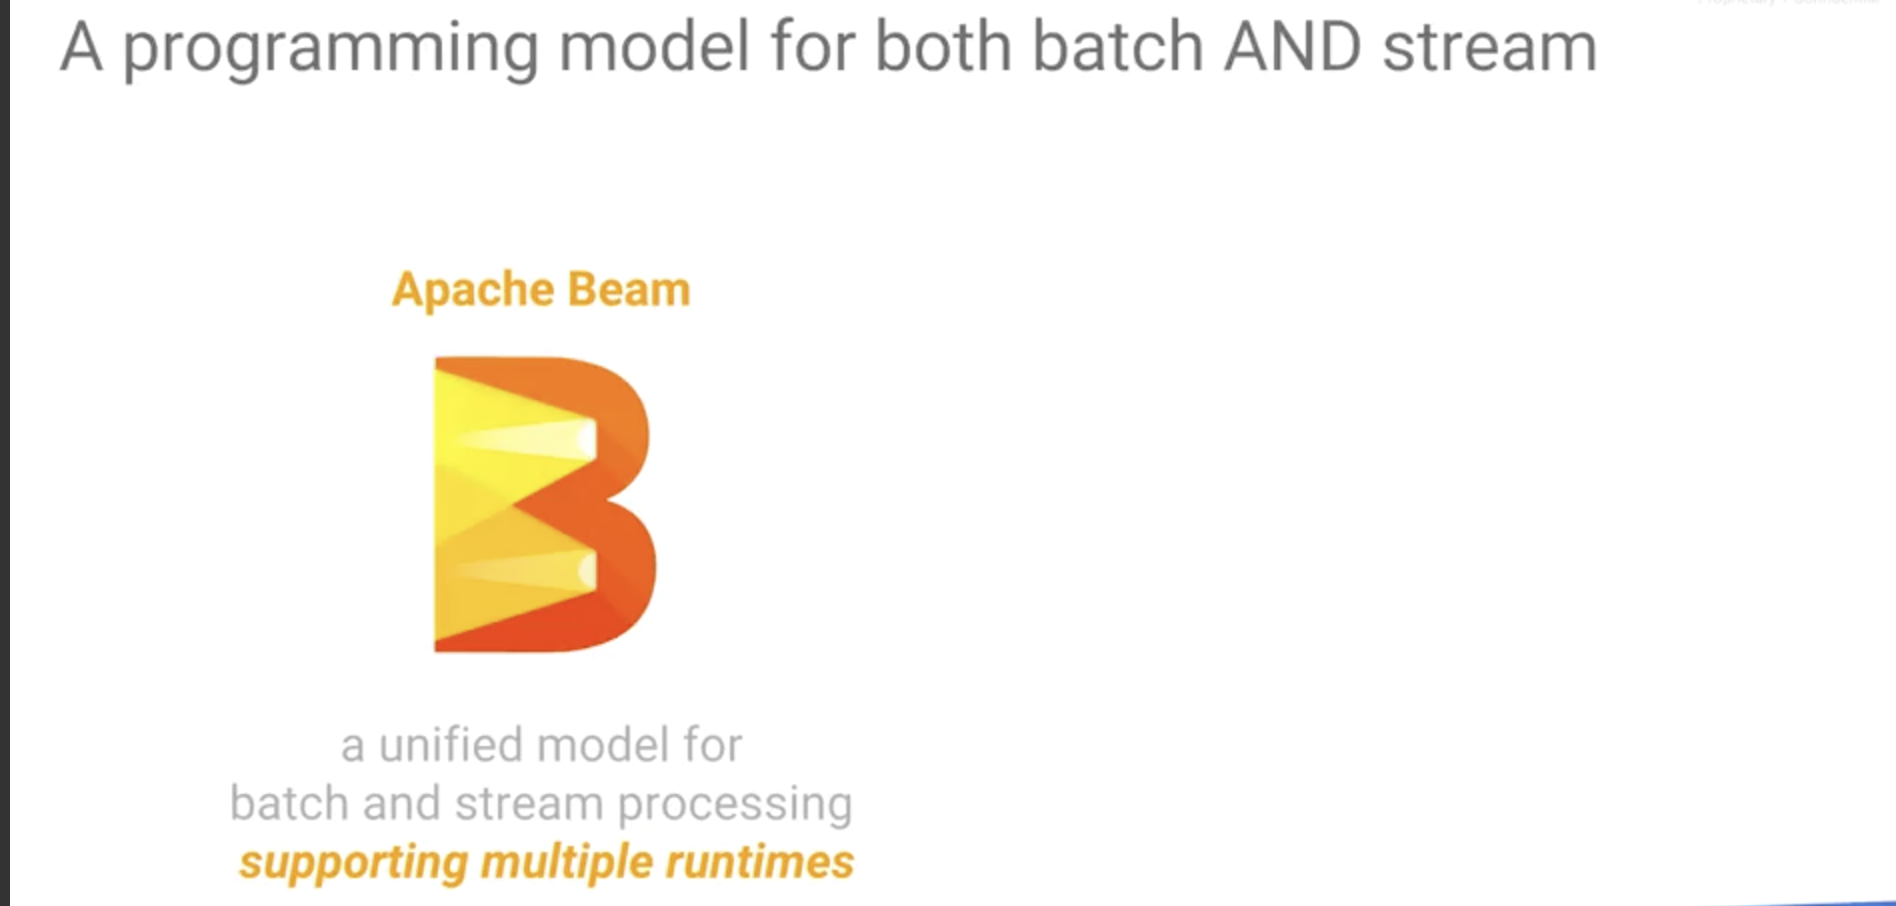 A programming model for both batch AND stream
Apache Beam
a unified model for
batch and stream processing
supporting multiple runtimes